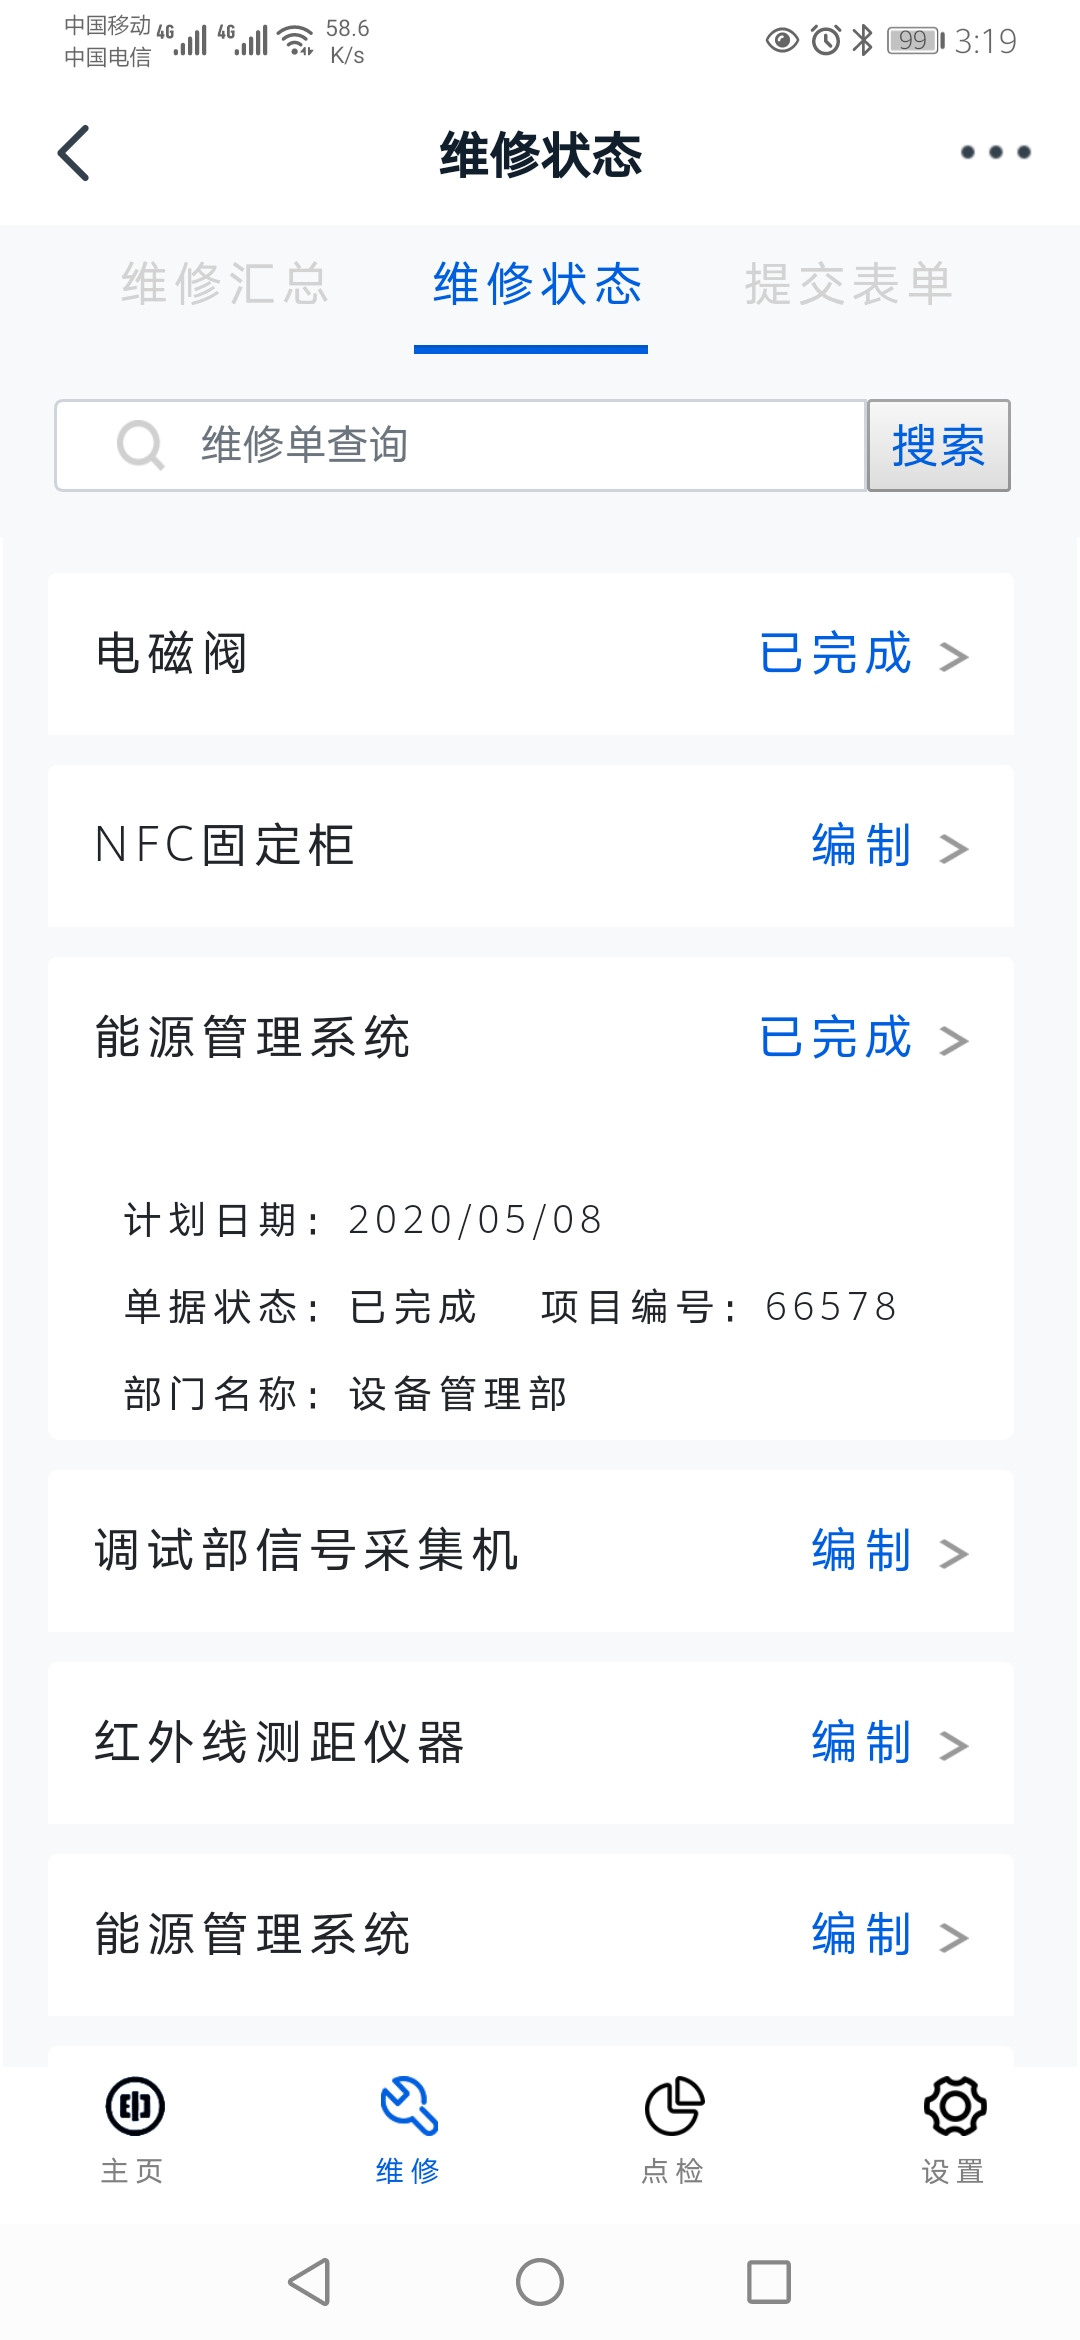 中国移动 4G 4G 58.6
中国电信 K/s
99 3:19
维修状态
维修汇总 维修状态 提交表单
维修单查询 搜索
电磁阀 已完成 >
NFC固定柜 编制 >
能源管理系统 已完成 >
计划日期: 2020/05/08
单据状态: 已完成 项目编号: 66578
部门名称: 设备管理部
调试部信号采集机 编制 >
红外线测距仪器 编制 >
能源管理系统 编制 >
主页 维修 点检 设置